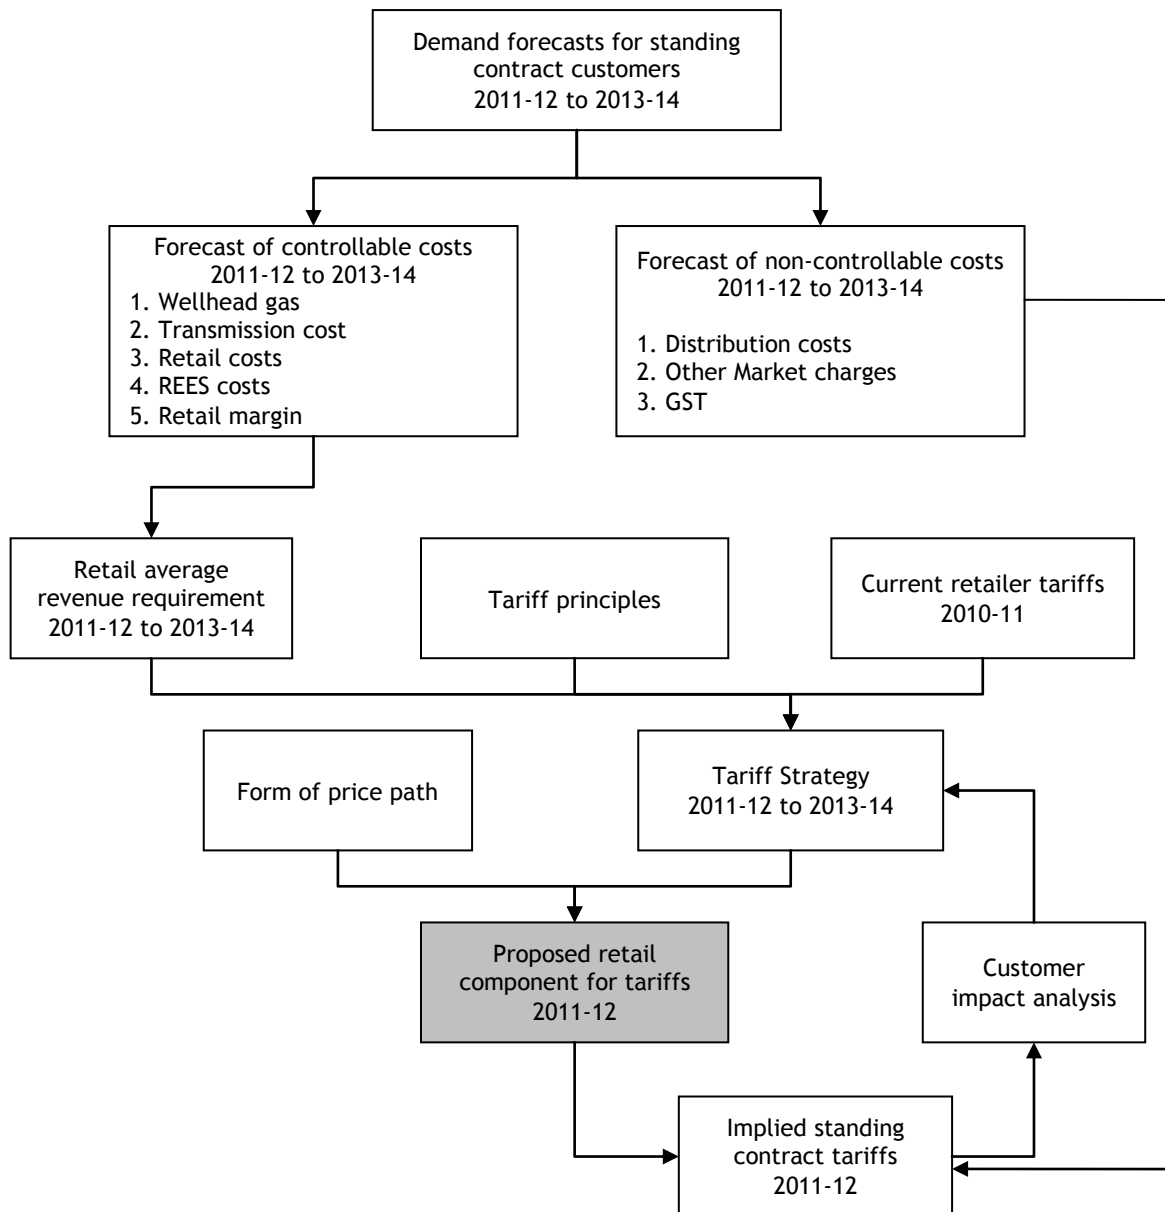 Demand forecasts for standing
contract customers
2011-12 to 2013-14
Forecast of controllable costs
2011-12 to 2013-14
1. Wellhead gas
2. Transmission cost
3. Retail costs
4. REES costs
5. Retail margin
Forecast of non-controllable costs
2011-12 to 2013-14
1. Distribution costs
2. Other Market charges
3. GST
Retail average
revenue requirement
2011-12 to 2013-14
Tariff principles
Current retailer tariffs
2010-11
Form of price path
Tariff Strategy
2011-12 to 2013-14
Proposed retail
component for tariffs
2011-12
Customer
impact analysis
Implied standing
contract tariffs
2011-12